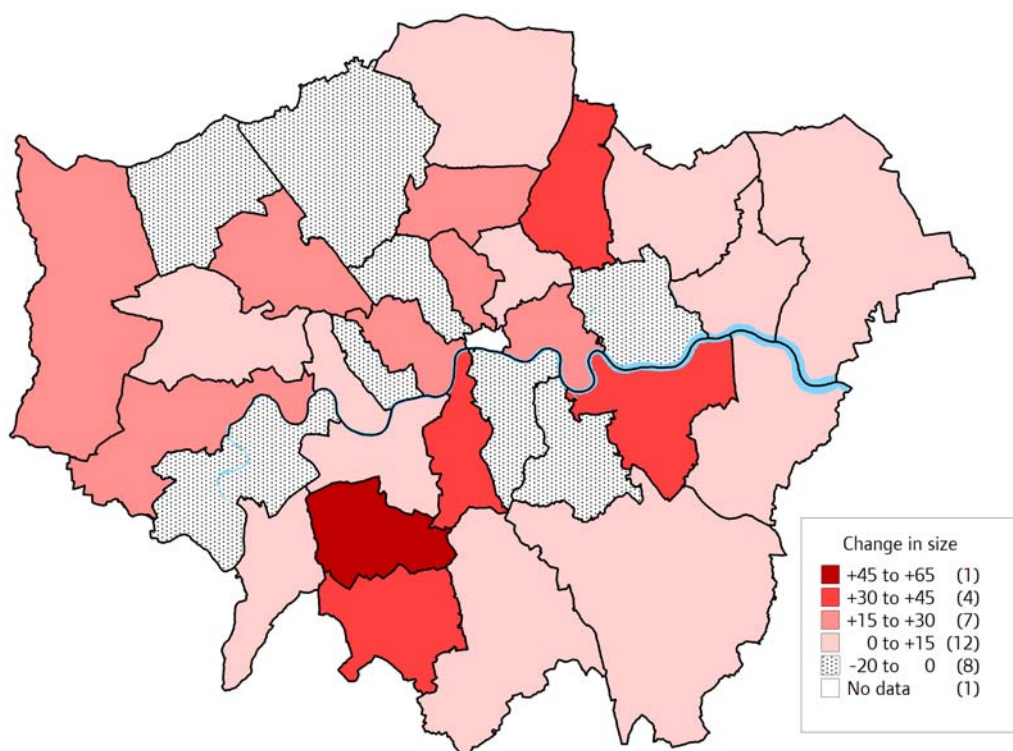 Change in size
+45 to +65 (1)
+30 to +45 (4)
+15 to +30 (7)
0 to +15 (12)
-20 to 0 (8)
No data (1)